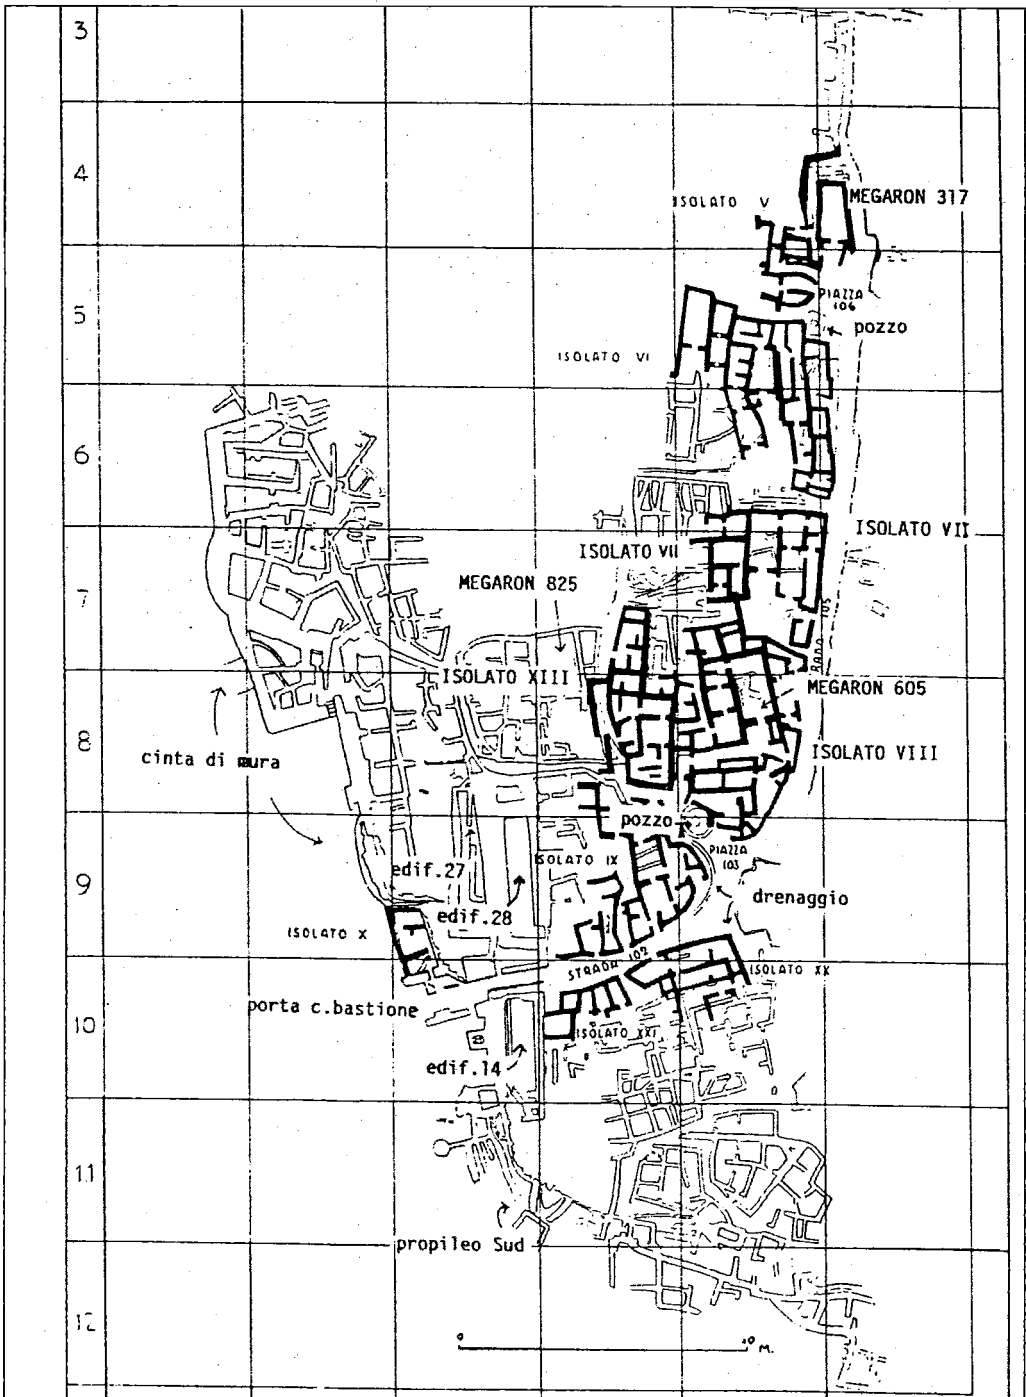 3
4
ISOLATO V
MEGARON 317
5
PIAZZA
106
pozzo
ISOLATO VI
6
ISOLATO VII
ISOLATO VII
7
MEGARON 825
ISOLATO XIII
MEGARON 605
8
cinta di mura
ISOLATO VIII
pozzo
PIAZZA
103
ISOLATO IX
edif.27
9
drenaggio
edif.28
ISOLATO X
STRADA 102
ISOLATO XX
porta c.bastione
10
ISOLATO XXI
edif.14
11
propileo Sud
12
0
M.